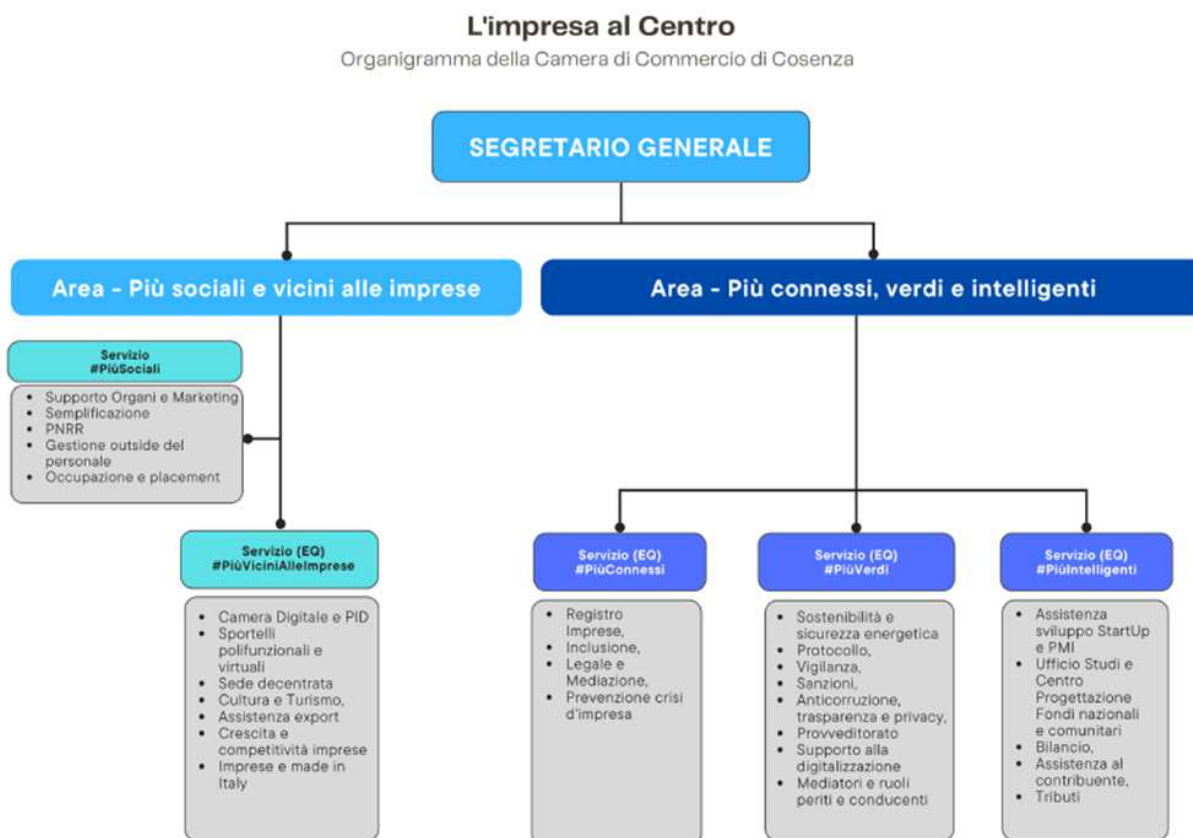 L'impresa al Centro
Organigramma della Camera di Commercio di Cosenza
SEGRETARIO GENERALE
Area - Più sociali e vicini alle imprese
Area - Più connessi, verdi e intelligenti
Servizio
#PiùSociali
• Supporto Organi e Marketing
• Semplificazione
• PNRR
• Gestione outside del
personale
• Occupazione e placement
Servizio (EQ)
#PiùViciniAlleImprese
• Camera Digitale e PID
• Sportelli
polifunzionali e
virtuali
• Sede decentrata
• Cultura e Turismo,
• Assistenza export
• Crescita e
competitività imprese
• Imprese e made in
Italy
Servizio (EQ)
#PiùConnessi
• Registro
Imprese,
• Inclusione,
• Legale e
Mediazione,
• Prevenzione crisi
d'impresa
Servizio (EQ)
#PiùVerdi
• Sostenibilità e
sicurezza energetica
• Protocollo,
• Vigilanza,
• Sanzioni,
• Anticorruzione,
trasparenza e privacy,
• Provveditorato
• Supporto alla
digitalizzazione
• Mediatori e ruoli
periti e conducenti
Servizio (EQ)
#PiùIntelligenti
• Assistenza
sviluppo StartUp
e PMI
• Ufficio Studi e
Centro
Progettazione
Fondi nazionali
e comunitari
• Bilancio,
• Assistenza al
contribuente,
• Tributi